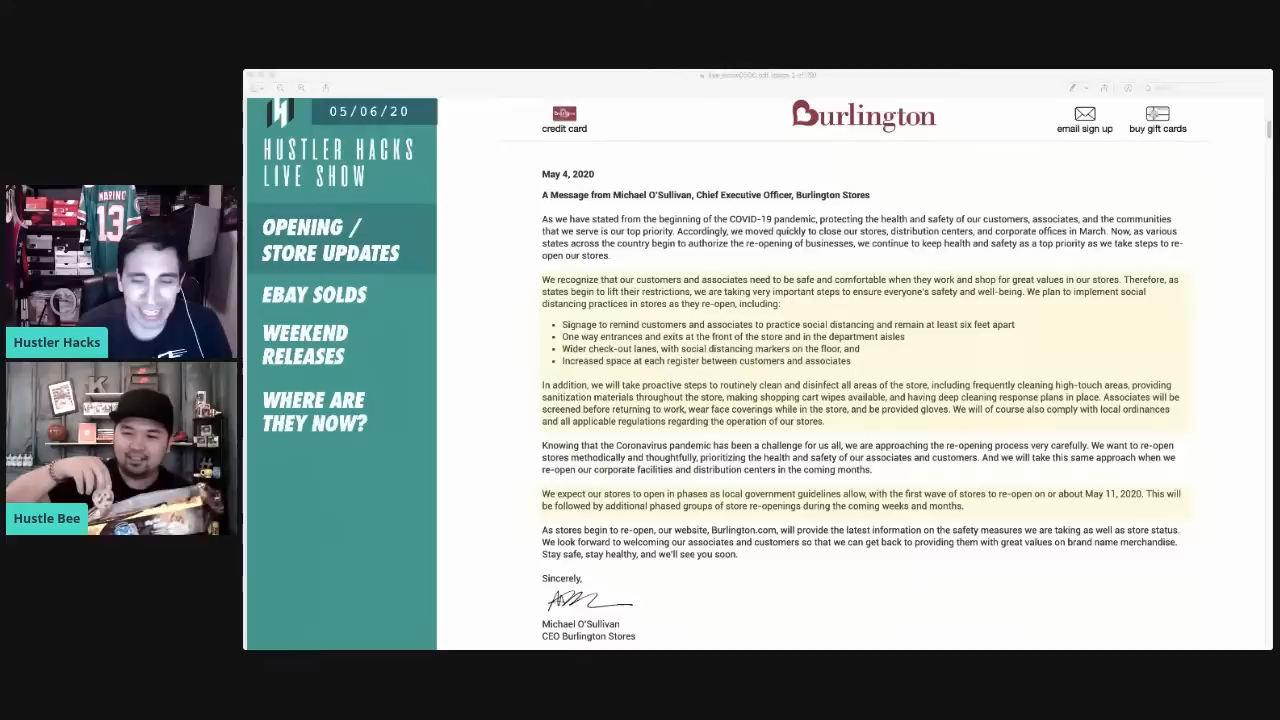 05/06/20
HUSTLER HACKS
LIVE SHOW
OPENING /
STORE UPDATES
EBAY SOLDS
WEEKEND
RELEASES
WHERE ARE
THEY NOW?
MARINO
13
Hustler Hacks
Hustle Bee
credit card
Burlington
email sign up
buy gift cards
May 4, 2020
A Message from Michael O'Sullivan, Chief Executive Officer, Burlington Stores
As we have stated from the beginning of the COVID-19 pandemic, protecting the health and safety of our customers, associates, and the communities
that we serve is our top priority. Accordingly, we moved quickly to close our stores, distribution centers, and corporate offices in March. Now, as various
states across the country begin to authorize the re-opening of businesses, we continue to keep health and safety as a top priority as we take steps to re-
open our stores.
We recognize that our customers and associates need to be safe and comfortable when they work and shop for great values in our stores. Therefore, as
states begin to lift their restrictions, we are taking very important steps to ensure everyone's safety and well-being. We plan to implement social
distancing practices in stores as they re-open, including:
• Signage to remind customers and associates to practice social distancing and remain at least six feet apart
• One way entrances and exits at the front of the store and in the department aisles
• Wider check-out lanes, with social distancing markers on the floor, and
• Increased space at each register between customers and associates
In addition, we will take proactive steps to routinely clean and disinfect all areas of the store, including frequently cleaning high-touch areas, providing
sanitization materials throughout the store, making shopping cart wipes available, and having deep cleaning response plans in place. Associates will be
screened before returning to work, wear face coverings while in the store, and be provided gloves. We will of course also comply with local ordinances
and all applicable regulations regarding the operation of our stores.
Knowing that the Coronavirus pandemic has been a challenge for us all, we are approaching the re-opening process very carefully. We want to re-open
stores methodically and thoughtfully, prioritizing the health and safety of our associates and customers. And we will take this same approach when we
re-open our corporate facilities and distribution centers in the coming months.
We expect our stores to open in phases as local government guidelines allow, with the first wave of stores to re-open on or about May 11, 2020. This will
be followed by additional phased groups of store re-openings during the coming weeks and months.
As stores begin to re-open, our website, Burlington.com, will provide the latest information on the safety measures we are taking as well as store status.
We look forward to welcoming our associates and customers so that we can get back to providing them with great values on brand name merchandise.
Stay safe, stay healthy, and we'll see you soon.
Sincerely,
Michael O'Sullivan
CEO Burlington Stores